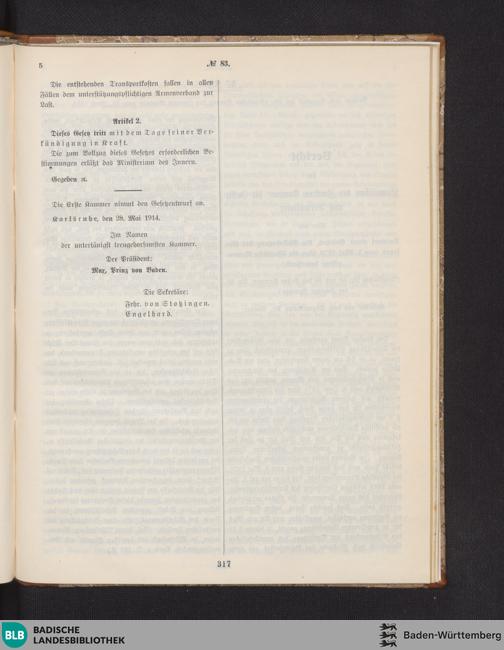 5
№ 83.
Die entstehenden Transportkosten fallen in allen
Fällen dem unterstützungspflichtigen Armenverband zur
Last.
Artikel 2.
Dieses Gesetz tritt mit dem Tage seiner Ver-
kündigung in Kraft.
Die zum Vollzug dieses Gesetzes erforderlichen Be-
stimmungen erläßt das Ministerium des Innern.
Gegeben ꝛc.
Die Erste Kammer nimmt den Gesetzentwurf an.
Karlsruhe, den 28. Mai 1914.
Im Namen
der untertänigst treugehorsamsten Kammer.
Der Präsident:
Max, Prinz von Baden.
Die Sekretäre:
Frhr. von Stotzingen.
Engelhard.
317
BLB BADISCHE
LANDESBIBLIOTHEK
Baden-Württemberg